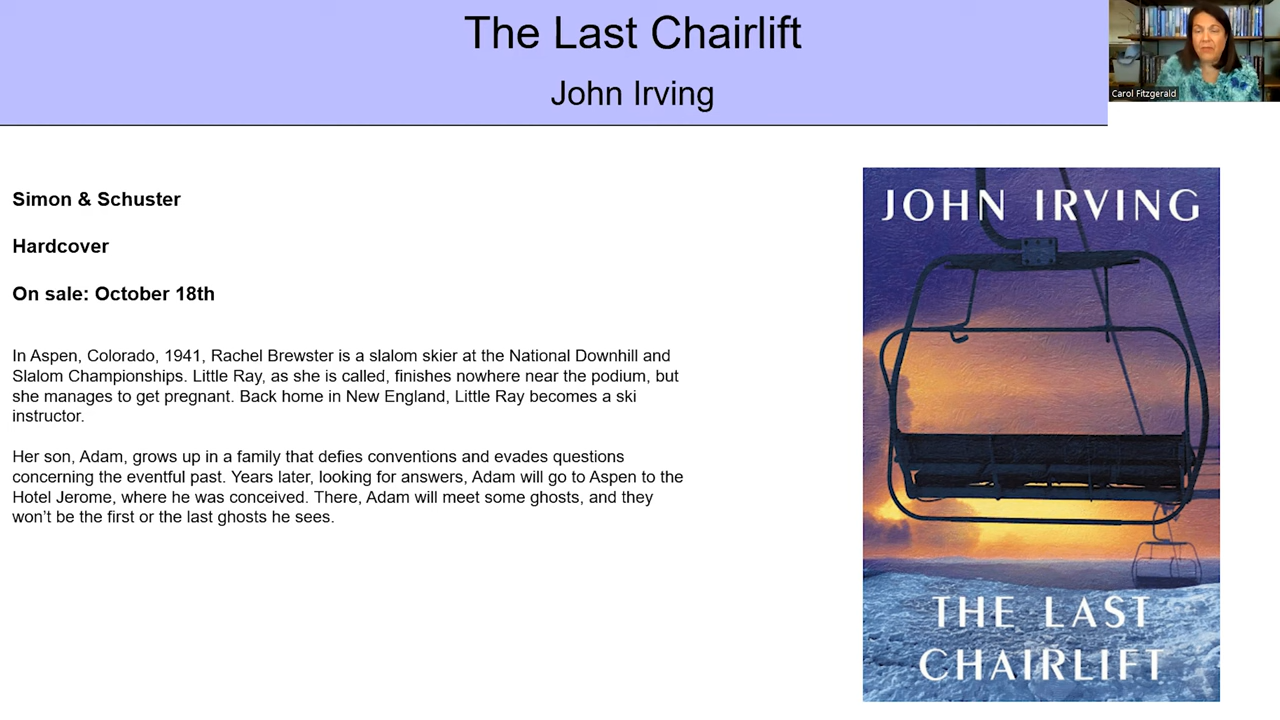 The Last Chairlift
John Irving
Carol Fitzgerald
Simon & Schuster
Hardcover
On sale: October 18th
In Aspen, Colorado, 1941, Rachel Brewster is a slalom skier at the National Downhill and
Slalom Championships. Little Ray, as she is called, finishes nowhere near the podium, but
she manages to get pregnant. Back home in New England, Little Ray becomes a ski
instructor.
Her son, Adam, grows up in a family that defies conventions and evades questions
concerning the eventful past. Years later, looking for answers, Adam will go to Aspen to the
Hotel Jerome, where he was conceived. There, Adam will meet some ghosts, and they
won’t be the first or the last ghosts he sees.
JOHN IRVING
THE LAST
CHAIRLIFT